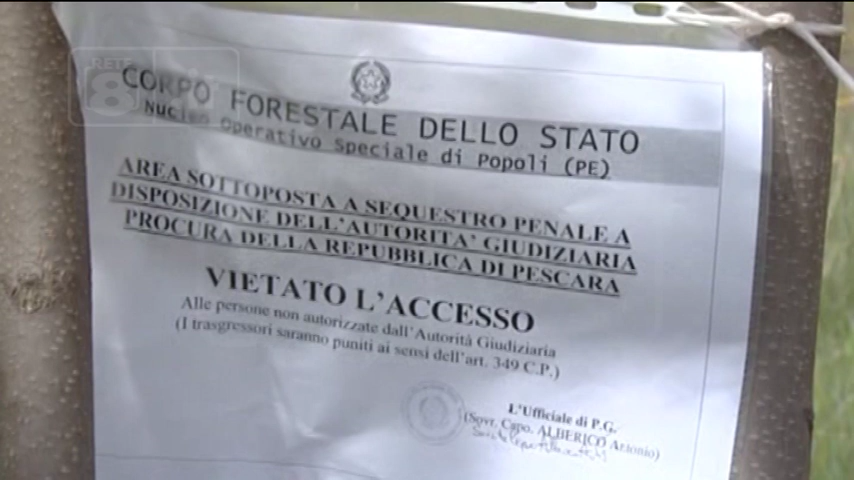 RETE
8
CORPO FORESTALE DELLO STATO
Nucleo Operativo Speciale di Popoli (PE)
AREA SOTTOPOSTA A SEQUESTRO PENALE A
DISPOSIZIONE DELL'AUTORITA' GIUDIZIARIA
PROCURA DELLA REPUBBLICA DI PESCARA
VIETATO L'ACCESSO
Alle persone non autorizzate dall'Autorità Giudiziaria
(I trasgressori saranno puniti ai sensi dell'art. 349 C.P.)
L'Ufficiale di P.G.
(Sovr. Capo. ALBERICO Antonio)